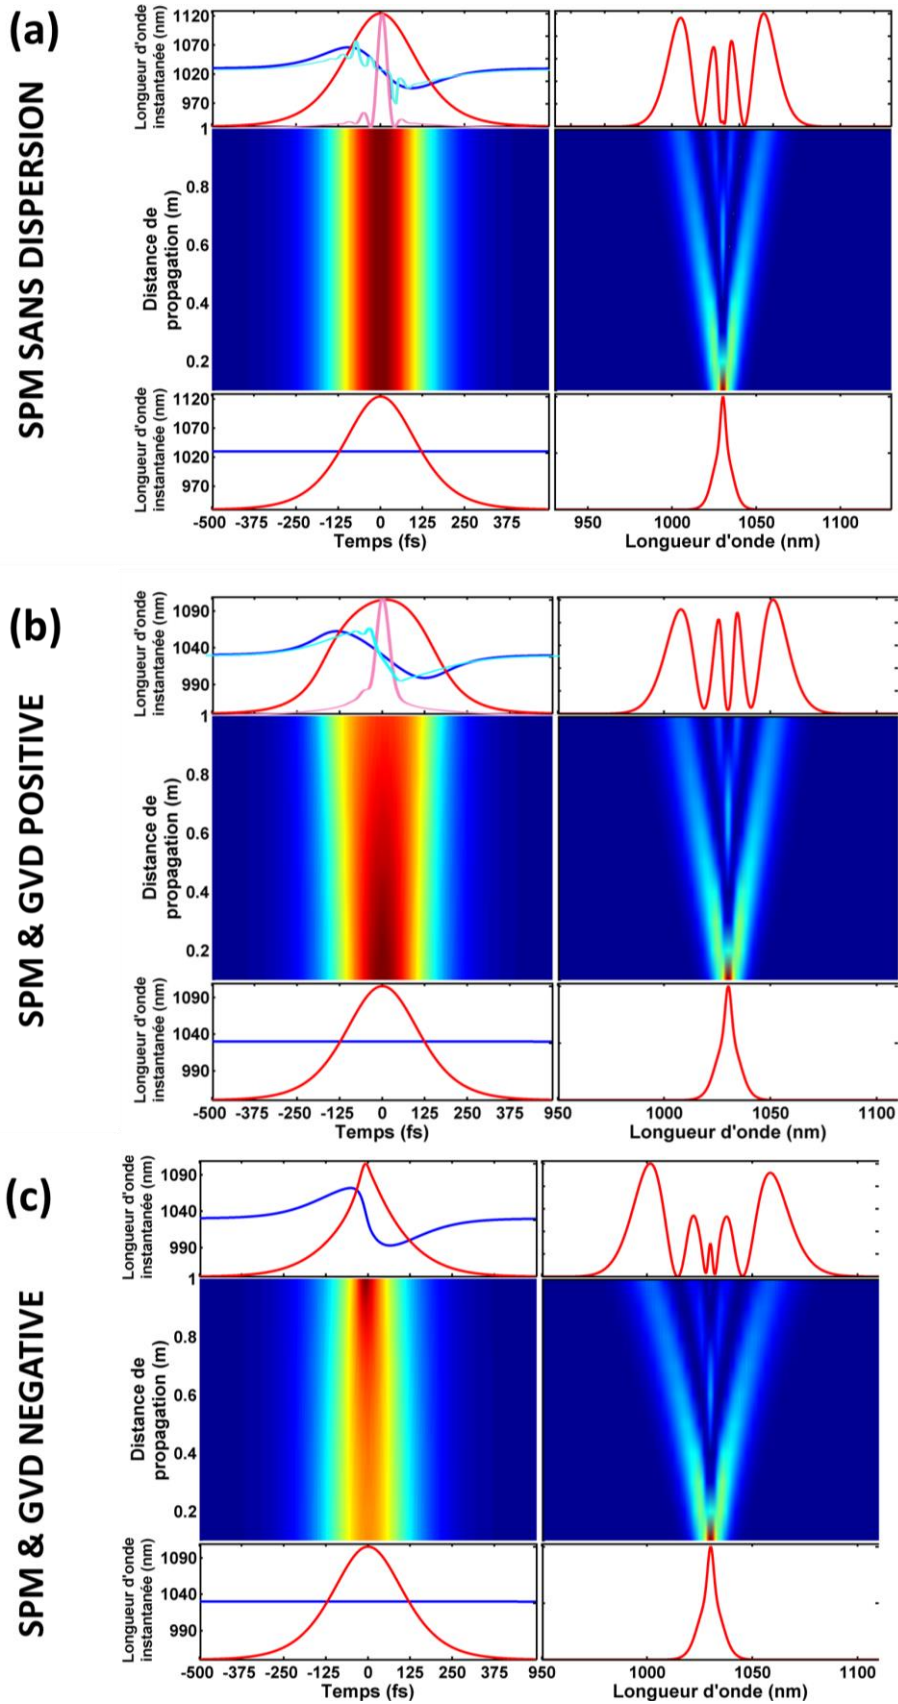 (a)
SPM SANS DISPERSION
Longueur d'onde
instantanée (nm)
1120
1070
1020
970
Distance de
propagation (m)
1
0.8
0.6
0.4
0.2
Longueur d'onde
instantanée (nm)
1120
1070
1020
970
-500 -375 -250 -125 0 125 250 375
Temps (fs)
950 1000 1050 1100
Longueur d'onde (nm)
(b)
SPM & GVD POSITIVE
Longueur d'onde
instantanée (nm)
1090
1040
990
Distance de
propagation (m)
1
0.8
0.6
0.4
0.2
Longueur d'onde
instantanée (nm)
1090
1040
990
-500 -375 -250 -125 0 125 250 375 5
950 1000 1050 1100
Temps (fs)
Longueur d'onde (nm)
(c)
SPM & GVD NEGATIVE
Longueur d'onde
instantanée (nm)
1090
1040
990
Distance de
propagation (m)
1
0.8
0.6
0.4
0.2
Longueur d'onde
instantanée (nm)
1090
1040
990
-500 -375 -250 -125 0 125 250 375
950 1000 1050 1100
Temps (fs)
Longueur d'onde (nm)